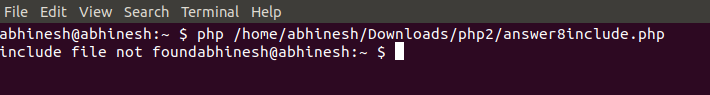 File Edit View Search Terminal Help
abhinesh@abhinesh:~ $ php /home/abhinesh/Downloads/php2/answer8include.php
include file not foundabhinesh@abhinesh:~ $